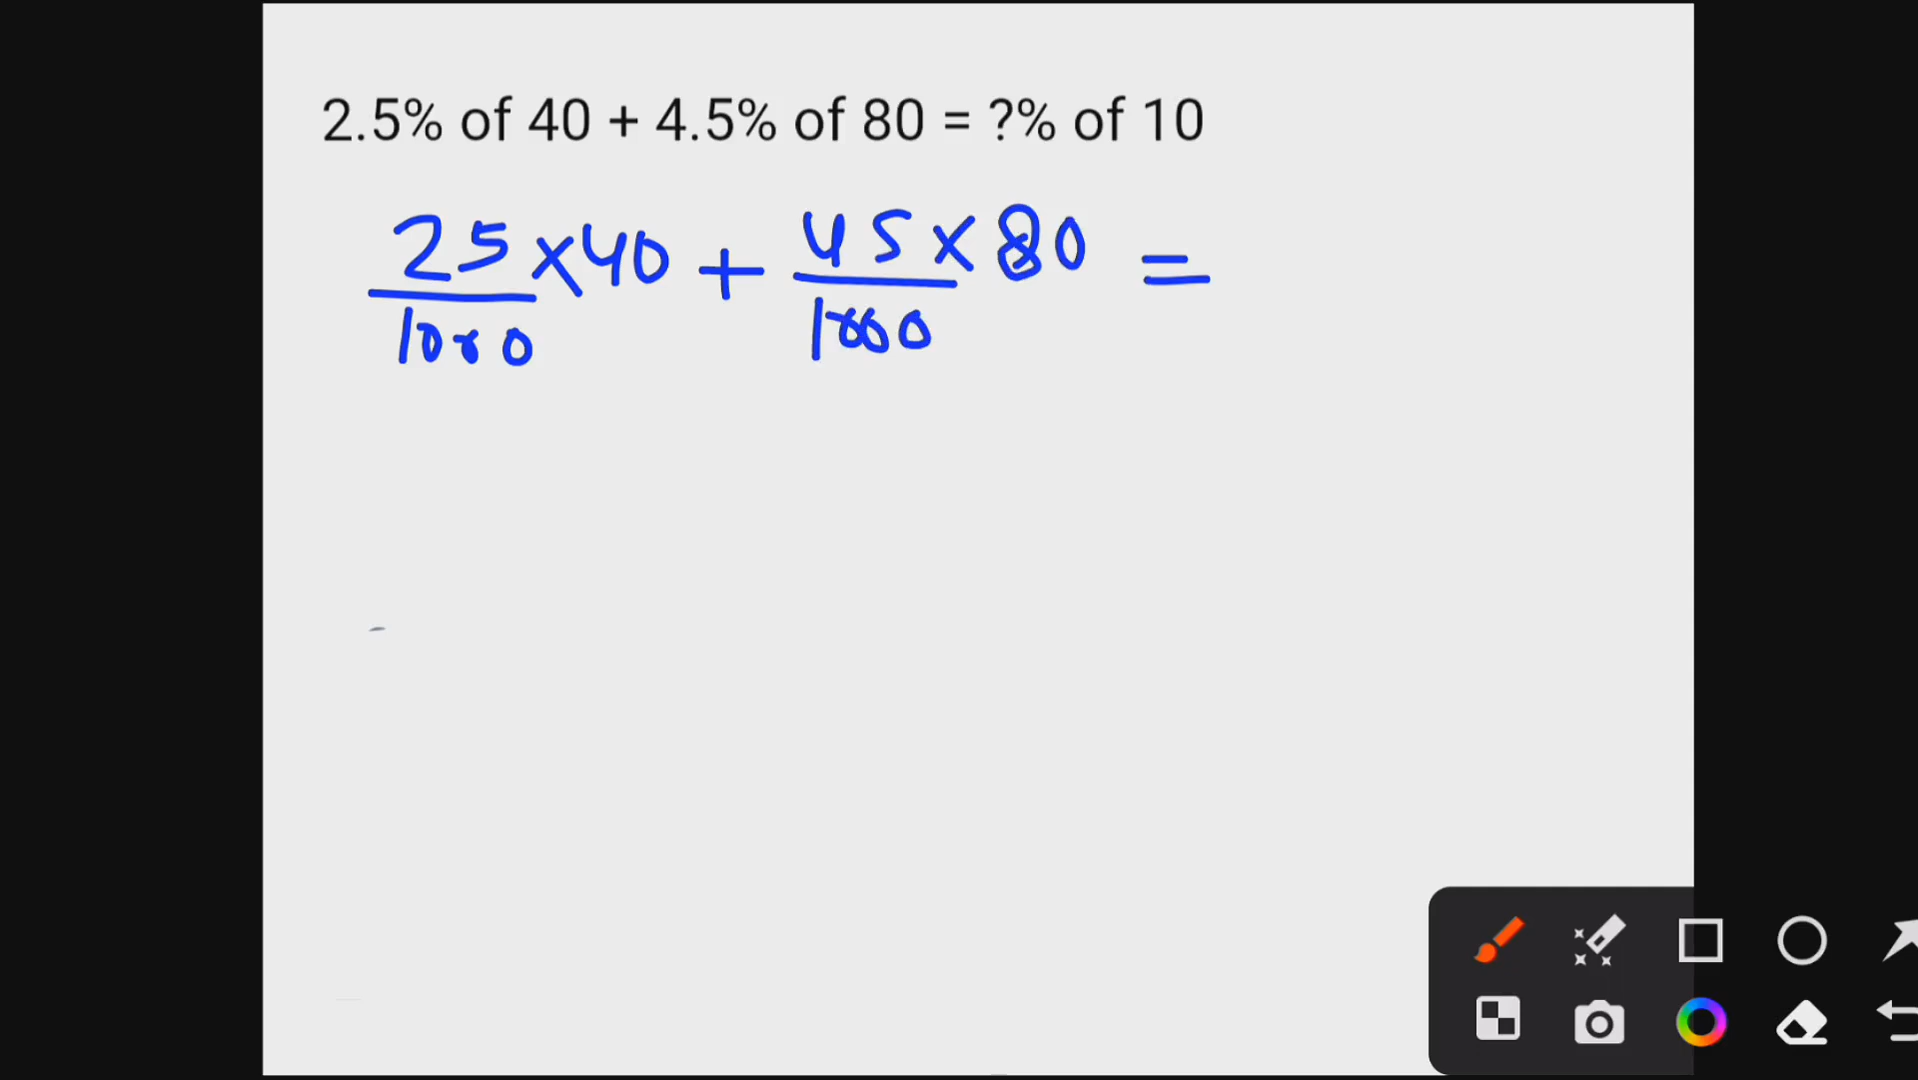 2.5% of 40 + 4.5% of 80 = ?% of 10
25 x 40 + 45 x 80 =
1000 1000